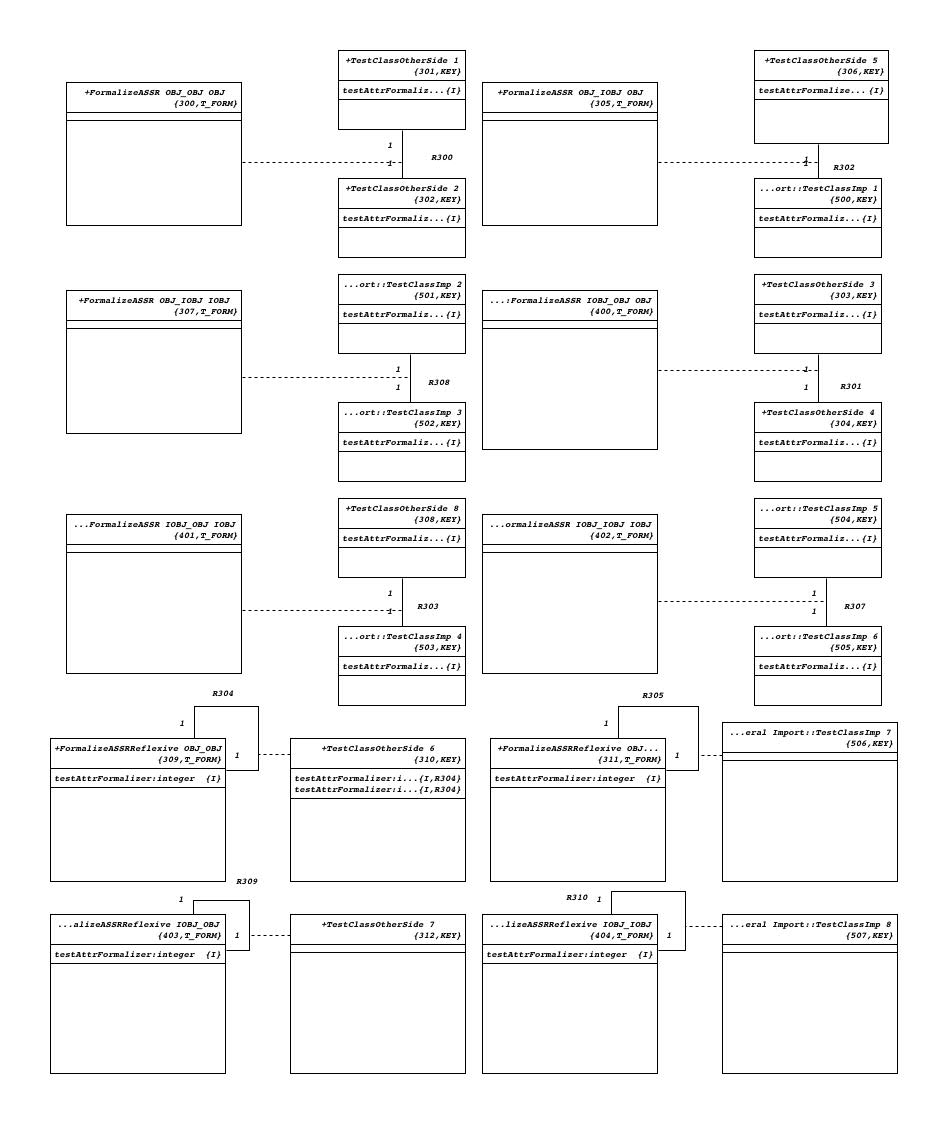 +TestClassOtherSide 1
{301,KEY}
testAttrFormaliz...{I}
+FormalizeASSR OBJ_OBJ OBJ
{300,T_FORM}
1
1
R300
+TestClassOtherSide 2
{302,KEY}
testAttrFormaliz...{I}
+TestClassOtherSide 5
{306,KEY}
testAttrFormalize... {I}
+FormalizeASSR OBJ_IOBJ OBJ
{305,T_FORM}
1
1
R302
...ort::TestClassImp 1
{500,KEY}
testAttrFormaliz...{I}
...ort::TestClassImp 2
{501,KEY}
testAttrFormaliz...{I}
+FormalizeASSR OBJ_IOBJ IOBJ
{307,T_FORM}
1
1
R308
...ort::TestClassImp 3
{502,KEY}
testAttrFormaliz...{I}
+TestClassOtherSide 3
{303,KEY}
testAttrFormaliz...{I}
...:FormalizeASSR IOBJ_OBJ OBJ
{400,T_FORM}
1
1
R301
+TestClassOtherSide 4
{304,KEY}
testAttrFormaliz...{I}
+TestClassOtherSide 8
{308,KEY}
testAttrFormaliz...{I}
...FormalizeASSR IOBJ_OBJ IOBJ
{401,T_FORM}
1
1
R303
...ort::TestClassImp 4
{503,KEY}
testAttrFormaliz...{I}
...ort::TestClassImp 5
{504,KEY}
testAttrFormaliz...{I}
...ormalizeASSR IOBJ_IOBJ IOBJ
{402,T_FORM}
1
1
R307
...ort::TestClassImp 6
{505,KEY}
testAttrFormaliz...{I}
R304
1
1
+FormalizeASSRReflexive OBJ_OBJ
{309,T_FORM}
testAttrFormalizer:integer {I}
+TestClassOtherSide 6
{310,KEY}
testAttrFormalizer:i...{I,R304}
testAttrFormalizer:i...{I,R304}
R305
1
1
+FormalizeASSRReflexive OBJ...
{311,T_FORM}
testAttrFormalizer:integer {I}
...eral Import::TestClassImp 7
{506,KEY}
R309
1
1
...alizeASSRReflexive IOBJ_OBJ
{403,T_FORM}
testAttrFormalizer:integer {I}
+TestClassOtherSide 7
{312,KEY}
R310
1
1
...lizeASSRReflexive IOBJ_IOBJ
{404,T_FORM}
testAttrFormalizer:integer {I}
...eral Import::TestClassImp 8
{507,KEY}